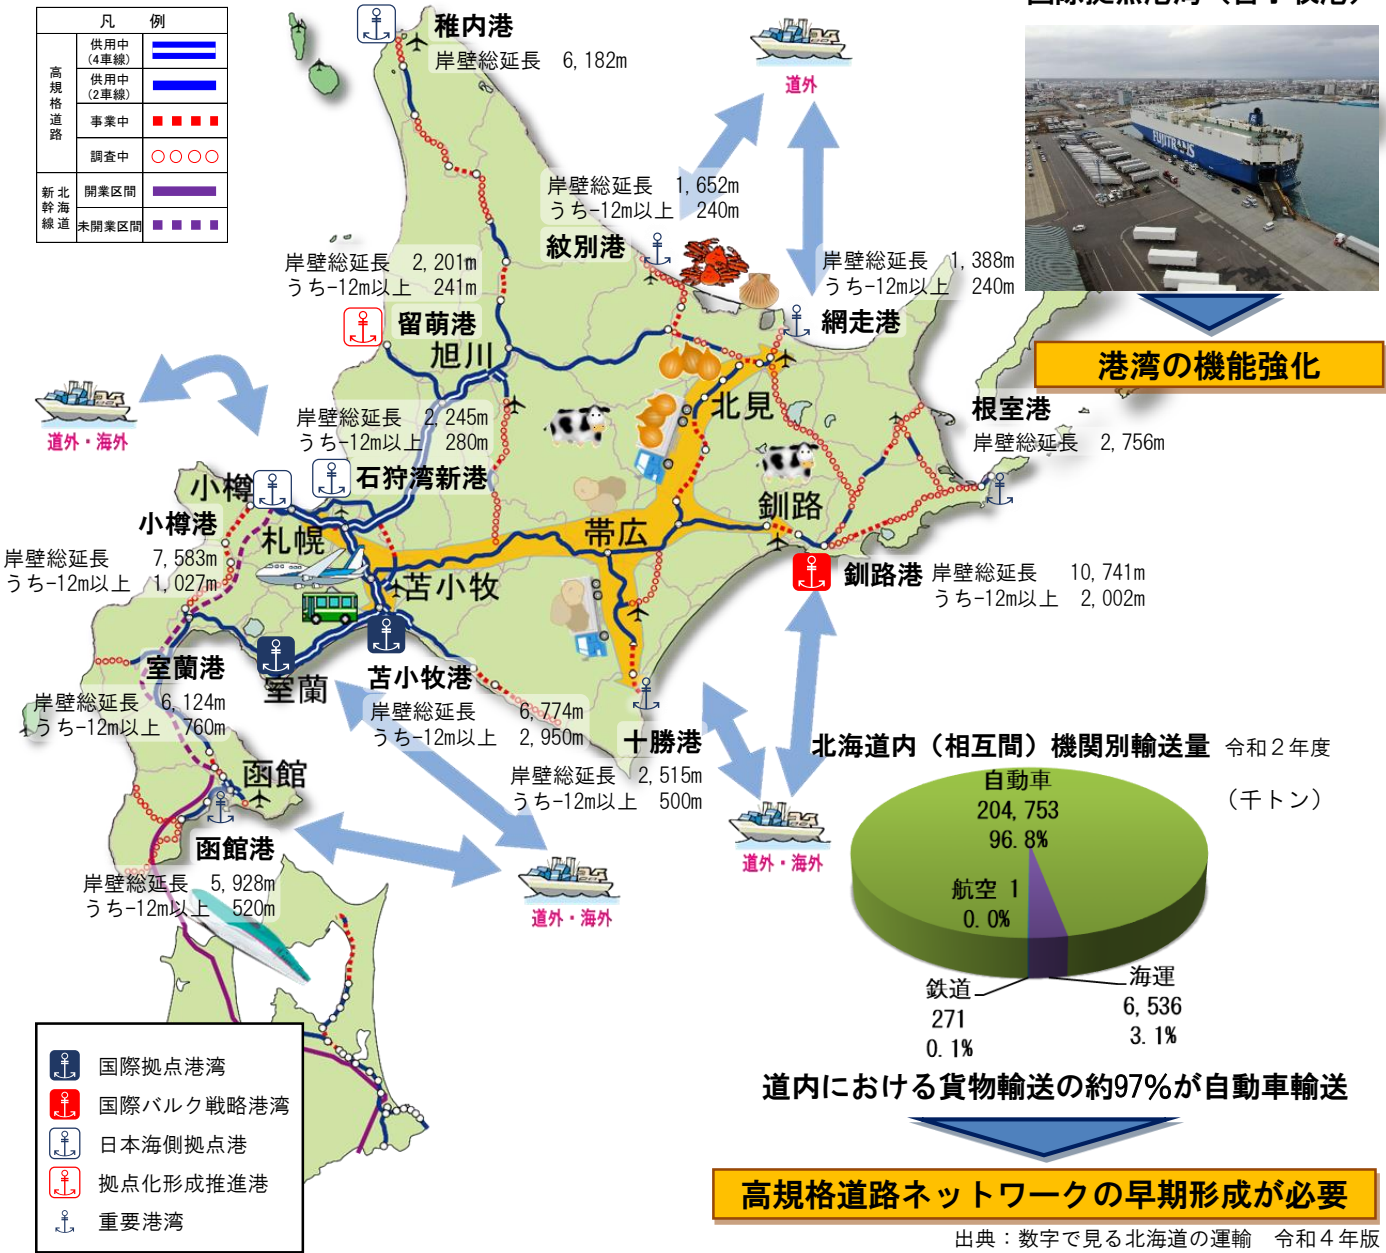 国際拠点港湾（苫小牧港）
凡　例
高規格道路
供用中
(4車線)
供用中
(2車線)
事業中
調査中
北海道新幹線
開業区間
未開業区間
稚内港
岸壁総延長　6,182m
道外
岸壁総延長　1,652m
うち-12m以上　240m
紋別港
岸壁総延長　2,201m
うち-12m以上　241m
留萌港
旭川
岸壁総延長　1,388m
うち-12m以上　240m
網走港
FUJITRANS
港湾の機能強化
北見
根室港
岸壁総延長　2,756m
道外・海外
岸壁総延長　2,245m
うち-12m以上　280m
石狩湾新港
小樽
小樽港
岸壁総延長　7,583m
うち-12m以上　1,027m
札幌
帯広
釧路
釧路港
岸壁総延長　10,741m
うち-12m以上　2,002m
苫小牧
室蘭港
岸壁総延長　6,124m
うち-12m以上　760m
室蘭
苫小牧港
岸壁総延長　6,774m
うち-12m以上　2,950m
十勝港
岸壁総延長　2,515m
うち-12m以上　500m
函館
函館港
岸壁総延長　5,928m
うち-12m以上　520m
道外・海外
道外・海外
北海道内（相互間）機関別輸送量　令和２年度
（千トン）
自動車
204,753
96.8%
航空 1
0.0%
鉄道
271
0.1%
海運
6,536
3.1%
道内における貨物輸送の約97%が自動車輸送
高規格道路ネットワークの早期形成が必要
出典：数字で見る北海道の運輸　令和４年版
国際拠点港湾
国際バルク戦略港湾
日本海側拠点港
拠点化形成推進港
重要港湾